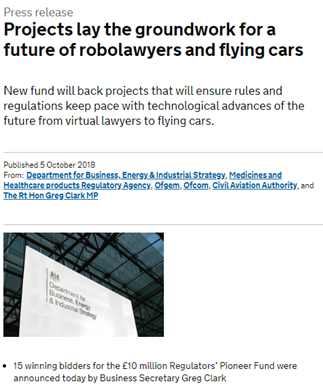 Press release
Projects lay the groundwork for a
future of robolawyers and flying cars
New fund will back projects that will ensure rules and
regulations keep pace with technological advances of the
future from virtual lawyers to flying cars.
Published 5 October 2018
From: Department for Business, Energy & Industrial Strategy, Medicines and
Healthcare products Regulatory Agency, Ofgem, Ofcom, Civil Aviation Authority, and
The Rt Hon Greg Clark MP
Department for
Business, Energy
& Industrial Strategy
• 15 winning bidders for the £10 million Regulators' Pioneer Fund were
announced today by Business Secretary Greg Clark